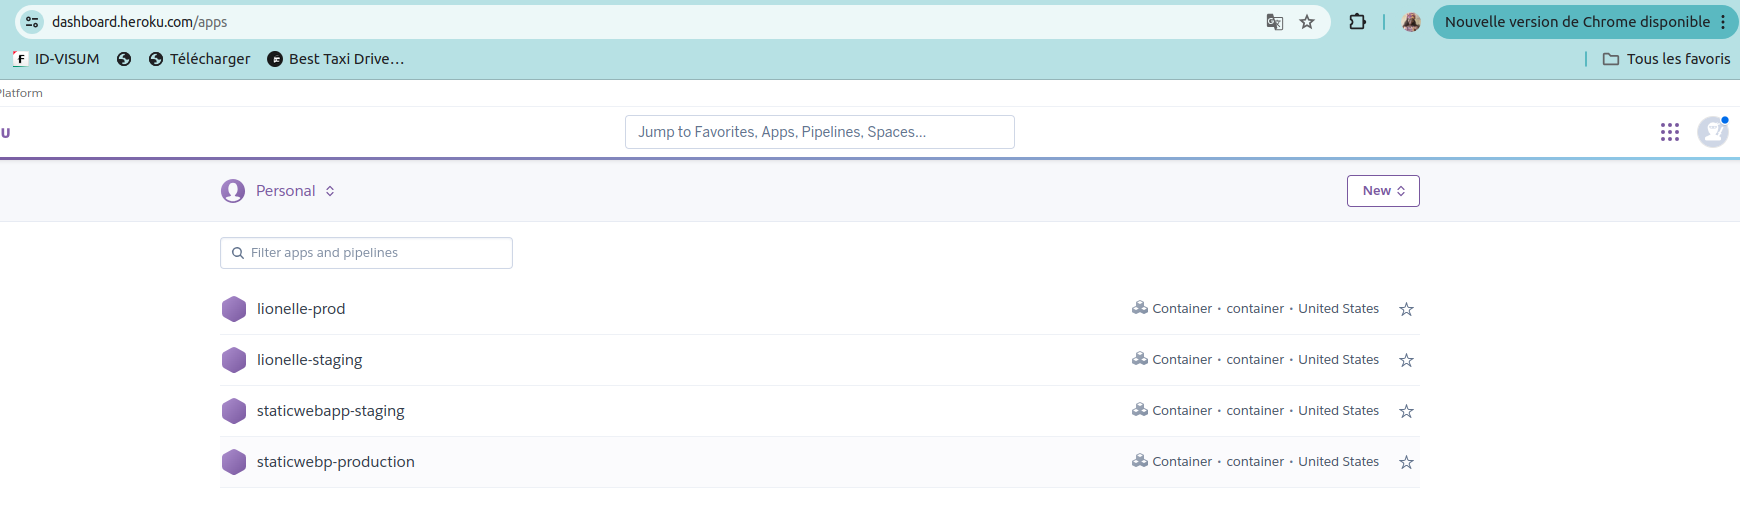 dashboard.heroku.com/apps
Nouvelle version de Chrome disponible
ID-VISUM
Télécharger
Best Taxi Drive…
Tous les favoris
Platform
u
Jump to Favorites, Apps, Pipelines, Spaces...
Personal
New
Filter apps and pipelines
lionelle-prod Container • container • United States
lionelle-staging Container • container • United States
staticwebapp-staging Container • container • United States
staticwebp-production Container • container • United States